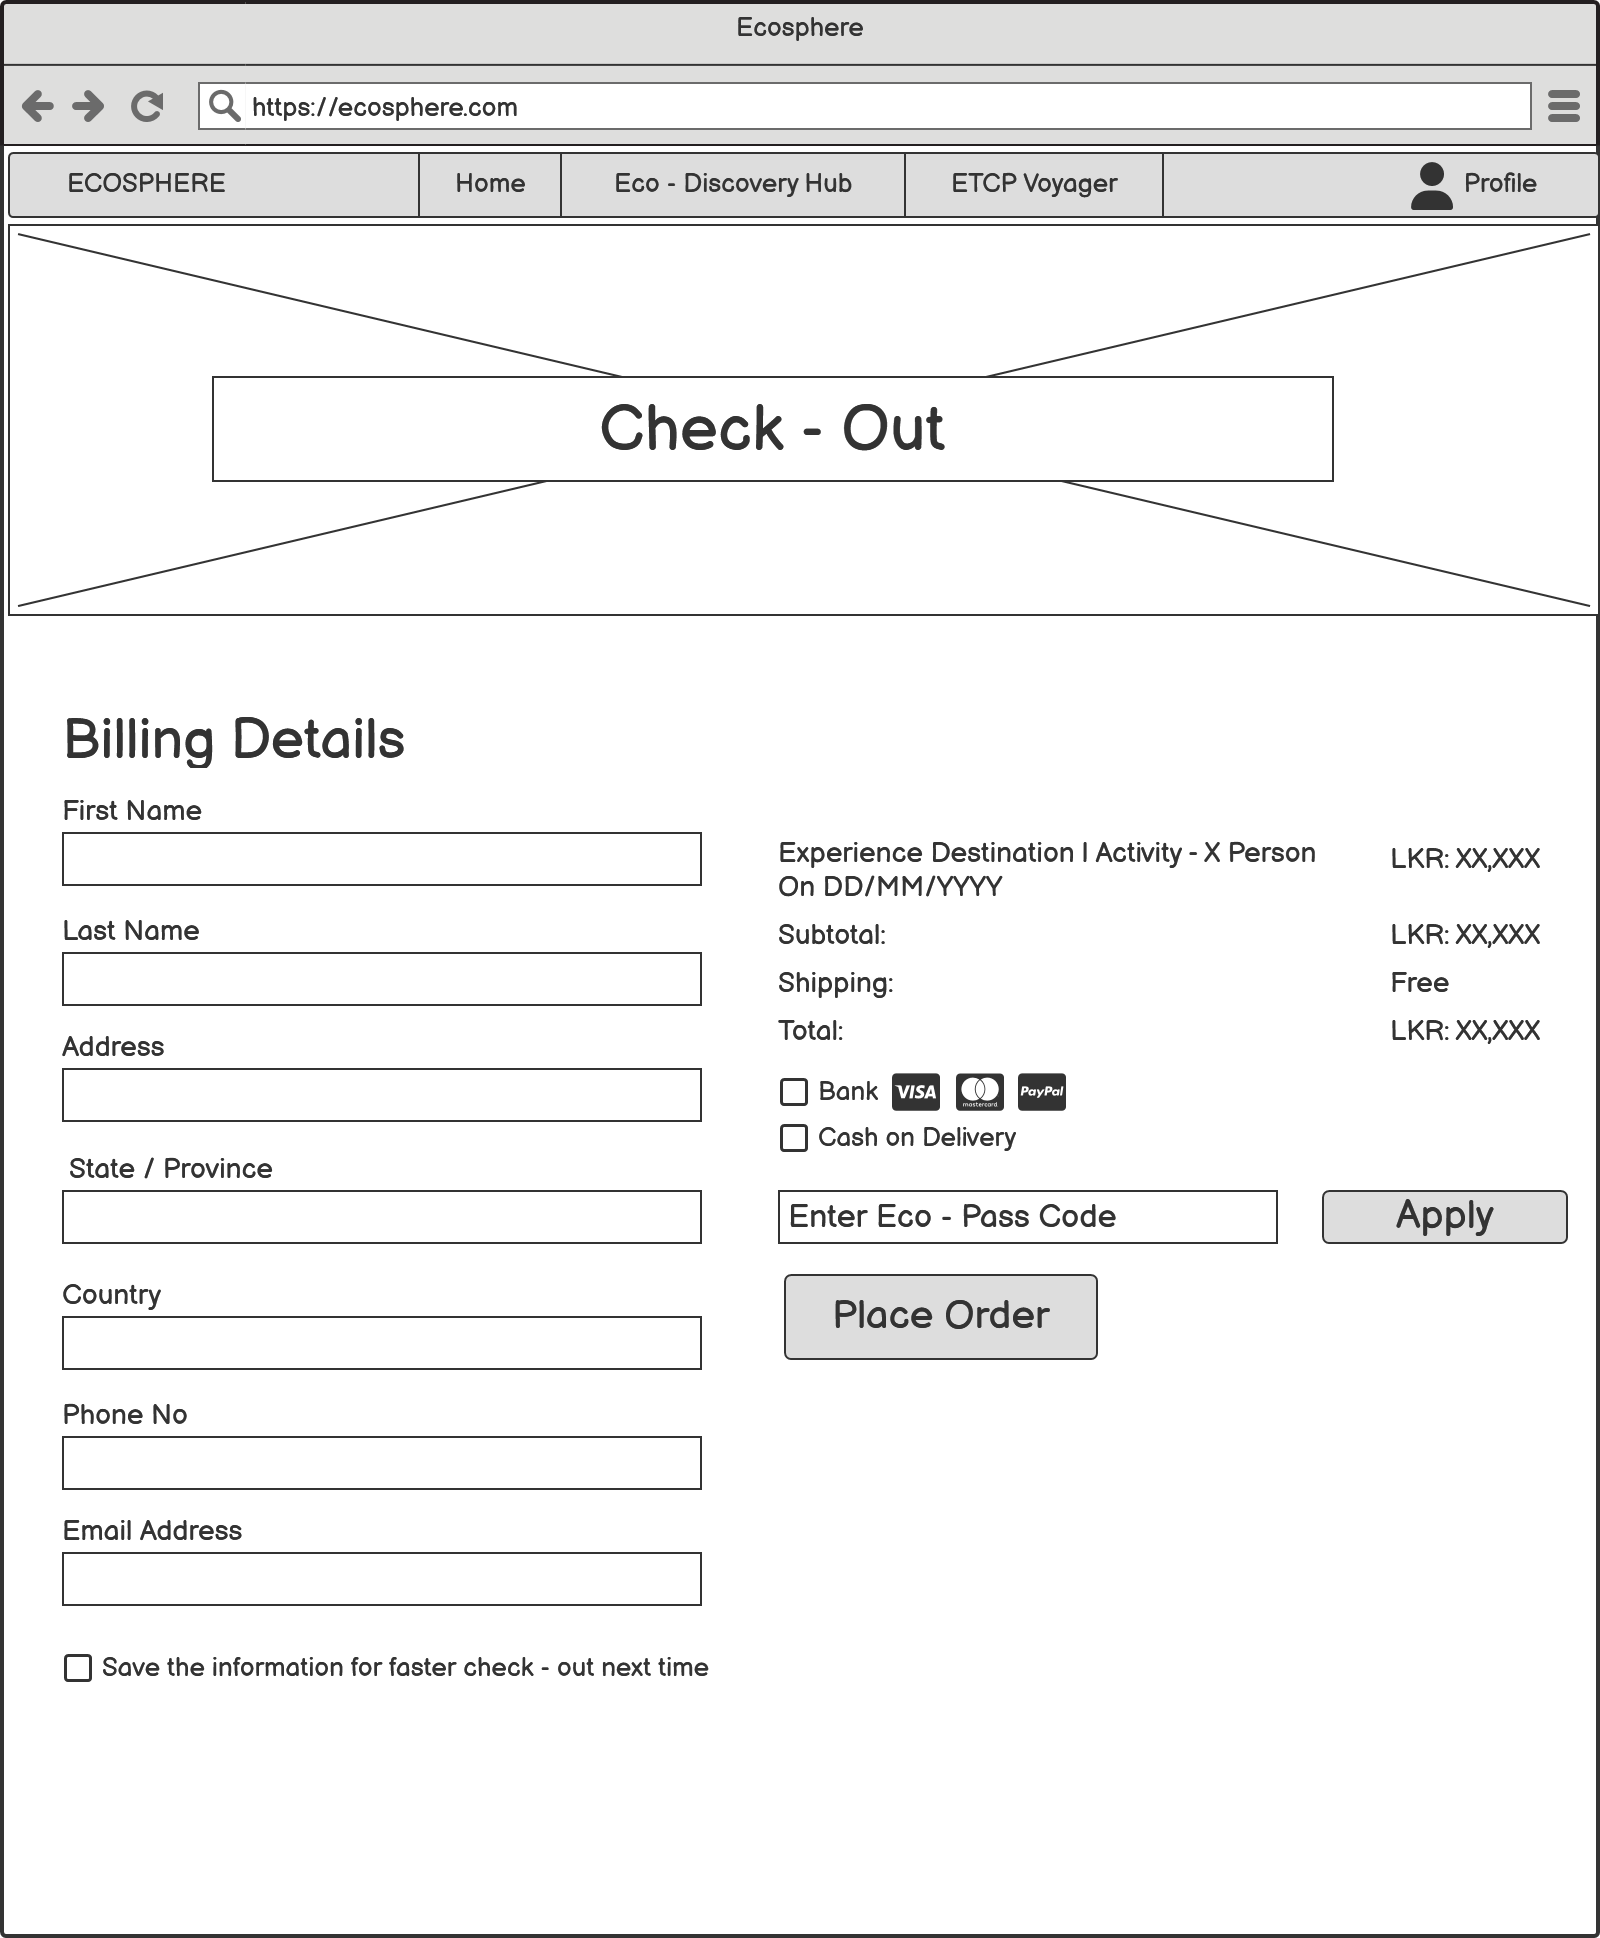 Ecosphere
https://ecosphere.com
ECOSPHERE
Home
Eco - Discovery Hub
ETCP Voyager
Profile
Check - Out
Billing Details
First Name
Last Name
Address
State / Province
Country
Phone No
Email Address
Save the information for faster check - out next time
Experience Destination | Activity - X Person
On DD/MM/YYYY
LKR: XX,XXX
Subtotal:
LKR: XX,XXX
Shipping:
Free
Total:
LKR: XX,XXX
Bank
VISA
mastercard
PayPal
Cash on Delivery
Enter Eco - Pass Code
Apply
Place Order